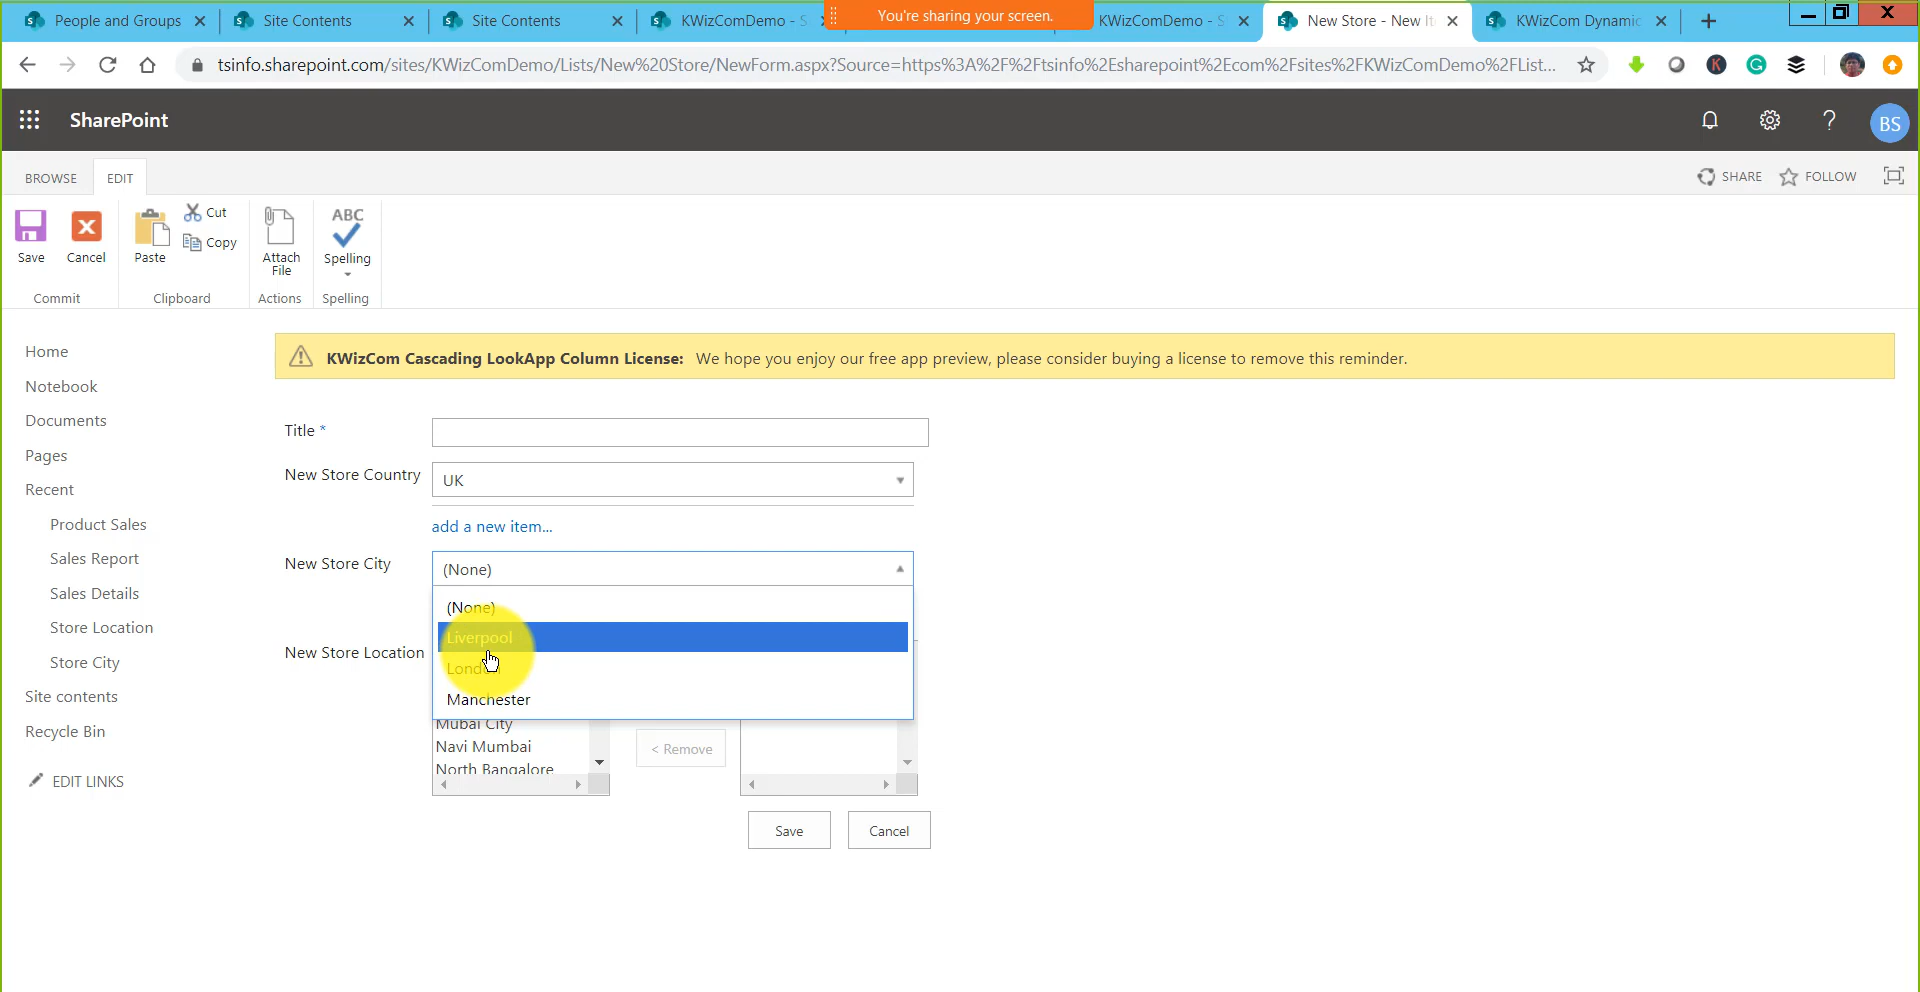 People and Groups
Site Contents
Site Contents
KWizComDemo - S
You're sharing your screen.
KWizComDemo - S
New Store - New It
KWizCom Dynamic
tsinfo.sharepoint.com/sites/KWizComDemo/Lists/New%20Store/NewForm.aspx?Source=https%3A%2F%2Ftsinfo%2Esharepoint%2Ecom%2Fsites%2FKWizComDemo%2FList...
SharePoint
BS
BROWSE
EDIT
SHARE
FOLLOW
Save
Cancel
Commit
Paste
Cut
Copy
Clipboard
Attach
File
Actions
ABC
Spelling
Spelling
Home
Notebook
Documents
Pages
Recent
Product Sales
Sales Report
Sales Details
Store Location
Store City
Site contents
Recycle Bin
EDIT LINKS
KWizCom Cascading LookApp Column License: We hope you enjoy our free app preview, please consider buying a license to remove this reminder.
Title *
New Store Country
UK
add a new item...
New Store City
(None)
(None)
Liverpool
London
Manchester
New Store Location
Mubai City
Navi Mumbai
North Bangalore
< Remove
Save
Cancel